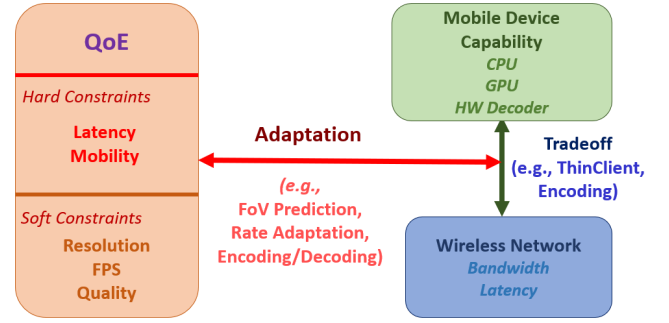 QoE
Hard Constraints
Latency
Mobility
Soft Constraints
Resolution
FPS
Quality
Adaptation
(e.g.,
FoV Prediction,
Rate Adaptation,
Encoding/Decoding)
Mobile Device
Capability
CPU
GPU
HW Decoder
Tradeoff
(e.g., ThinClient,
Encoding)
Wireless Network
Bandwidth
Latency